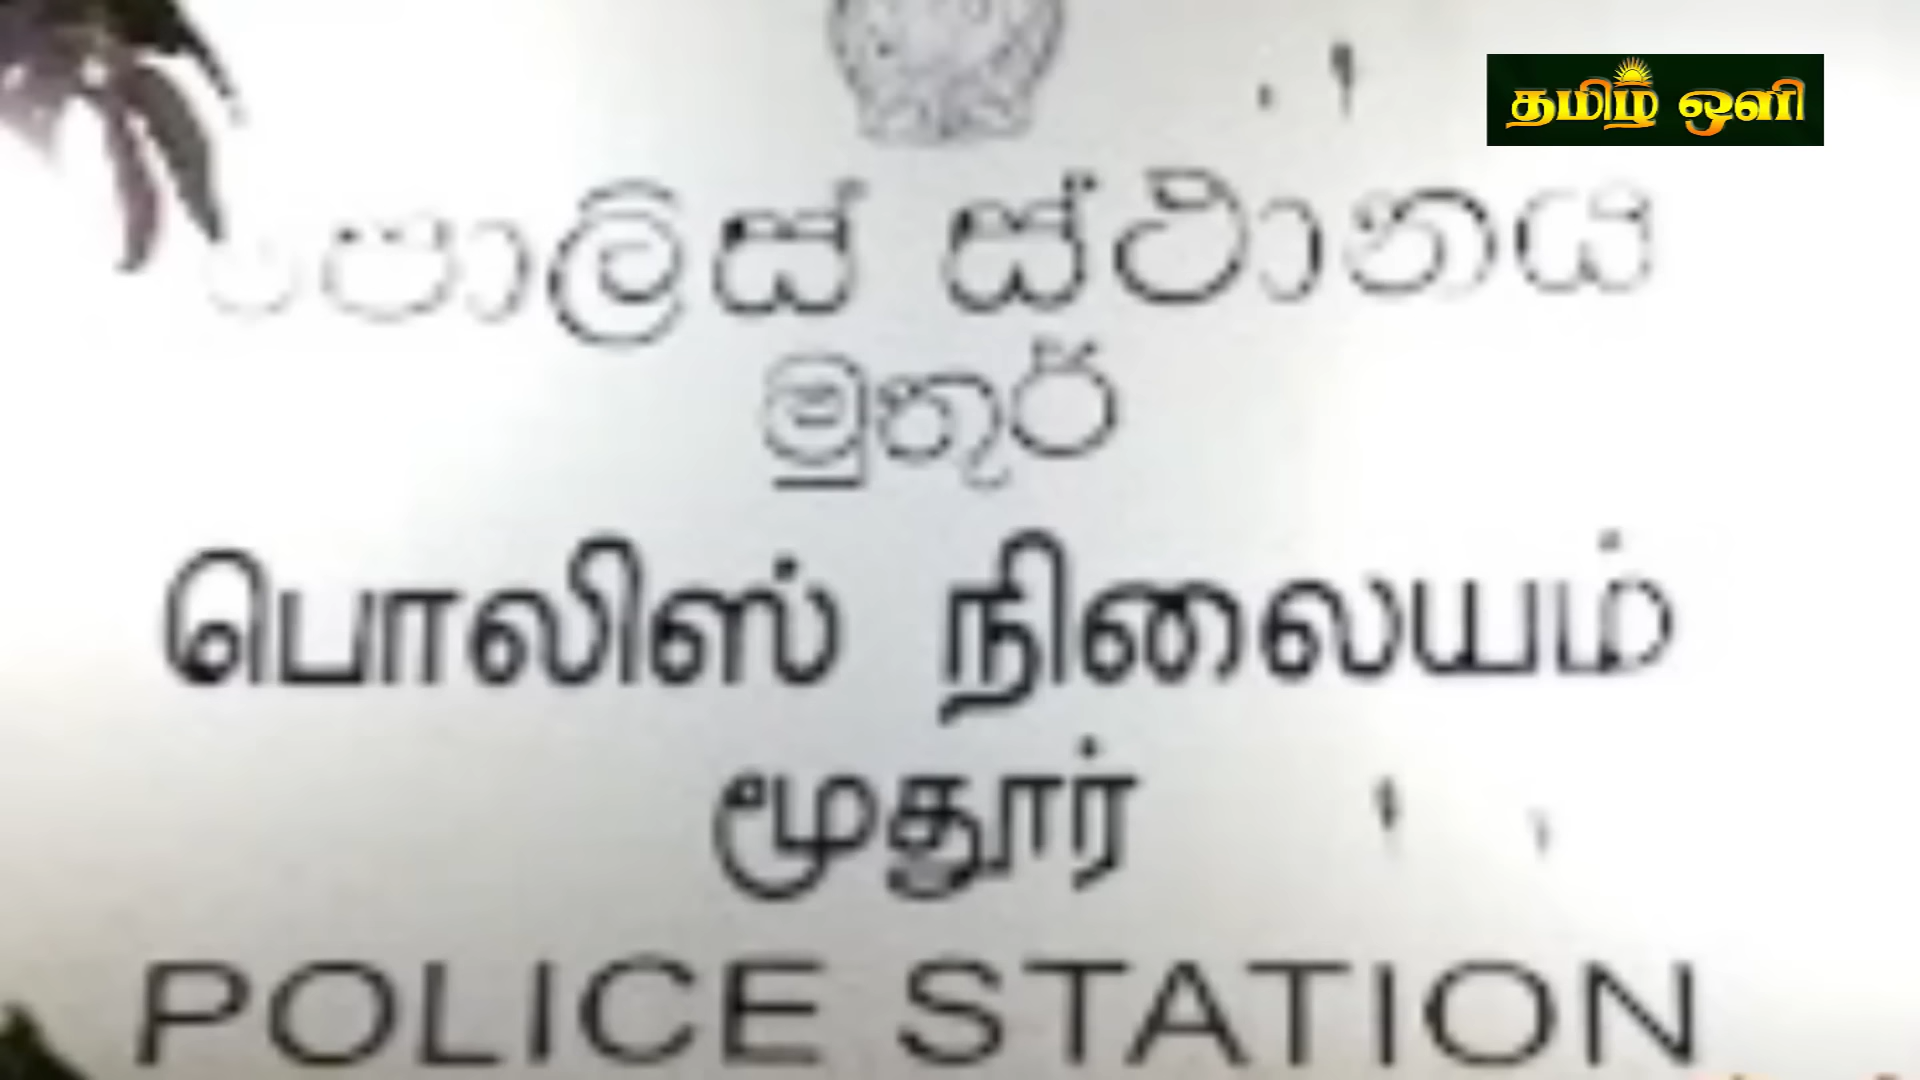 தமிழ் ஒளி
පොලිස් ස්ථානය
මුතුර්
பொலிஸ் நிலையம்
மூதூர்
POLICE STATION